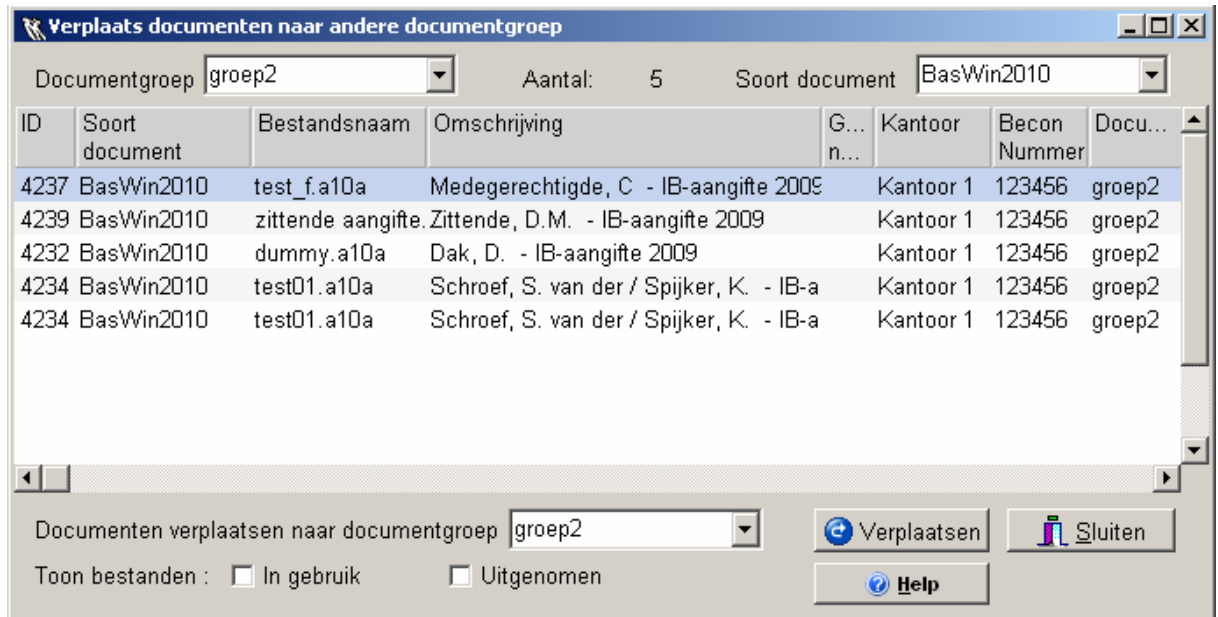 Verplaats documenten naar andere documentgroep
Documentgroep groep2 Aantal: 5 Soort document BasWin2010
ID Soort document Bestandsnaam Omschrijving G... n... Kantoor Becon Nummer Docu...
4237 BasWin2010 test_f.a10a Medegerechtigde, C - IB-aangifte 2009 Kantoor 1 123456 groep2
4239 BasWin2010 zittende aangifte. Zittende, D.M. - IB-aangifte 2009 Kantoor 1 123456 groep2
4232 BasWin2010 dummy.a10a Dak, D. - IB-aangifte 2009 Kantoor 1 123456 groep2
4234 BasWin2010 test01.a10a Schroef, S. van der / Spijker, K. - IB-a Kantoor 1 123456 groep2
4234 BasWin2010 test01.a10a Schroef, S. van der / Spijker, K. - IB-a Kantoor 1 123456 groep2
Documenten verplaatsen naar documentgroep groep2 Verplaatsen Sluiten
Toon bestanden : In gebruik Uitgenomen Help